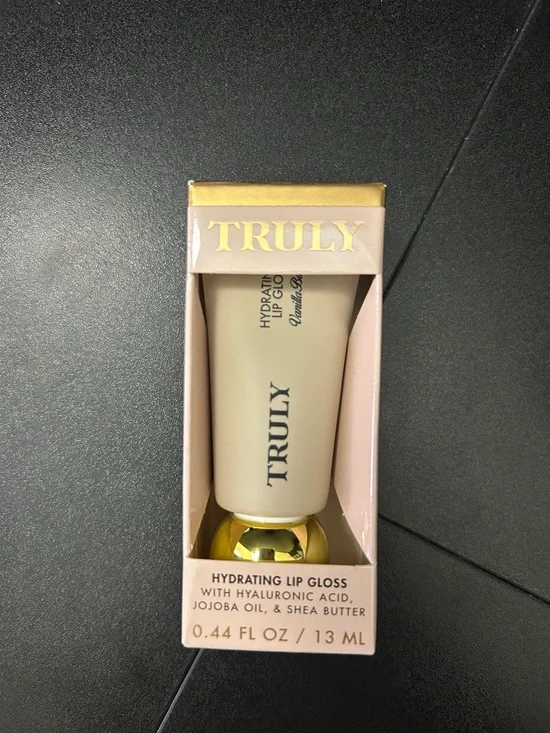 TRULY
HYDRATIN
LIP GLO
TRULY
HYDRATING LIP GLOSS
WITH HYALURONIC ACID,
JOJOBA OIL, & SHEA BUTTER
0.44 FL OZ / 13 ML